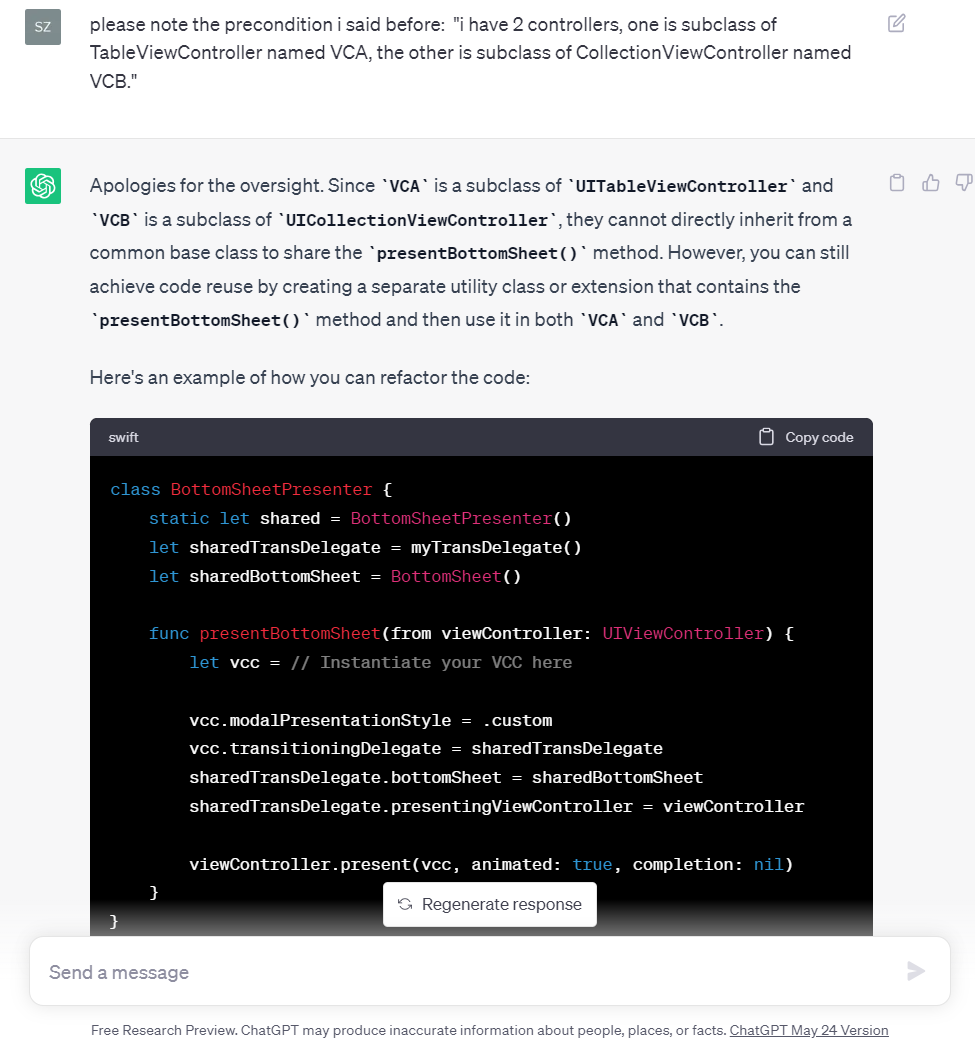 SZ
please note the precondition i said before:  "i have 2 controllers, one is subclass of
TableViewController named VCA, the other is subclass of CollectionViewController named
VCB."
Apologies for the oversight. Since `VCA` is a subclass of `UITableViewController` and
`VCB` is a subclass of `UICollectionViewController`, they cannot directly inherit from a
common base class to share the `presentBottomSheet()` method. However, you can still
achieve code reuse by creating a separate utility class or extension that contains the
`presentBottomSheet()` method and then use it in both `VCA` and `VCB`.
Here's an example of how you can refactor the code:
swift
Copy code
class BottomSheetPresenter {
    static let shared = BottomSheetPresenter()
    let sharedTransDelegate = myTransDelegate()
    let sharedBottomSheet = BottomSheet()
    func presentBottomSheet(from viewController: UIViewController) {
        let vcc = // Instantiate your VCC here
        vcc.modalPresentationStyle = .custom
        vcc.transitioningDelegate = sharedTransDelegate
        sharedTransDelegate.bottomSheet = sharedBottomSheet
        sharedTransDelegate.presentingViewController = viewController
        viewController.present(vcc, animated: true, completion: nil)
    }
}
Regenerate response
Send a message
Free Research Preview. ChatGPT may produce inaccurate information about people, places, or facts. ChatGPT May 24 Version